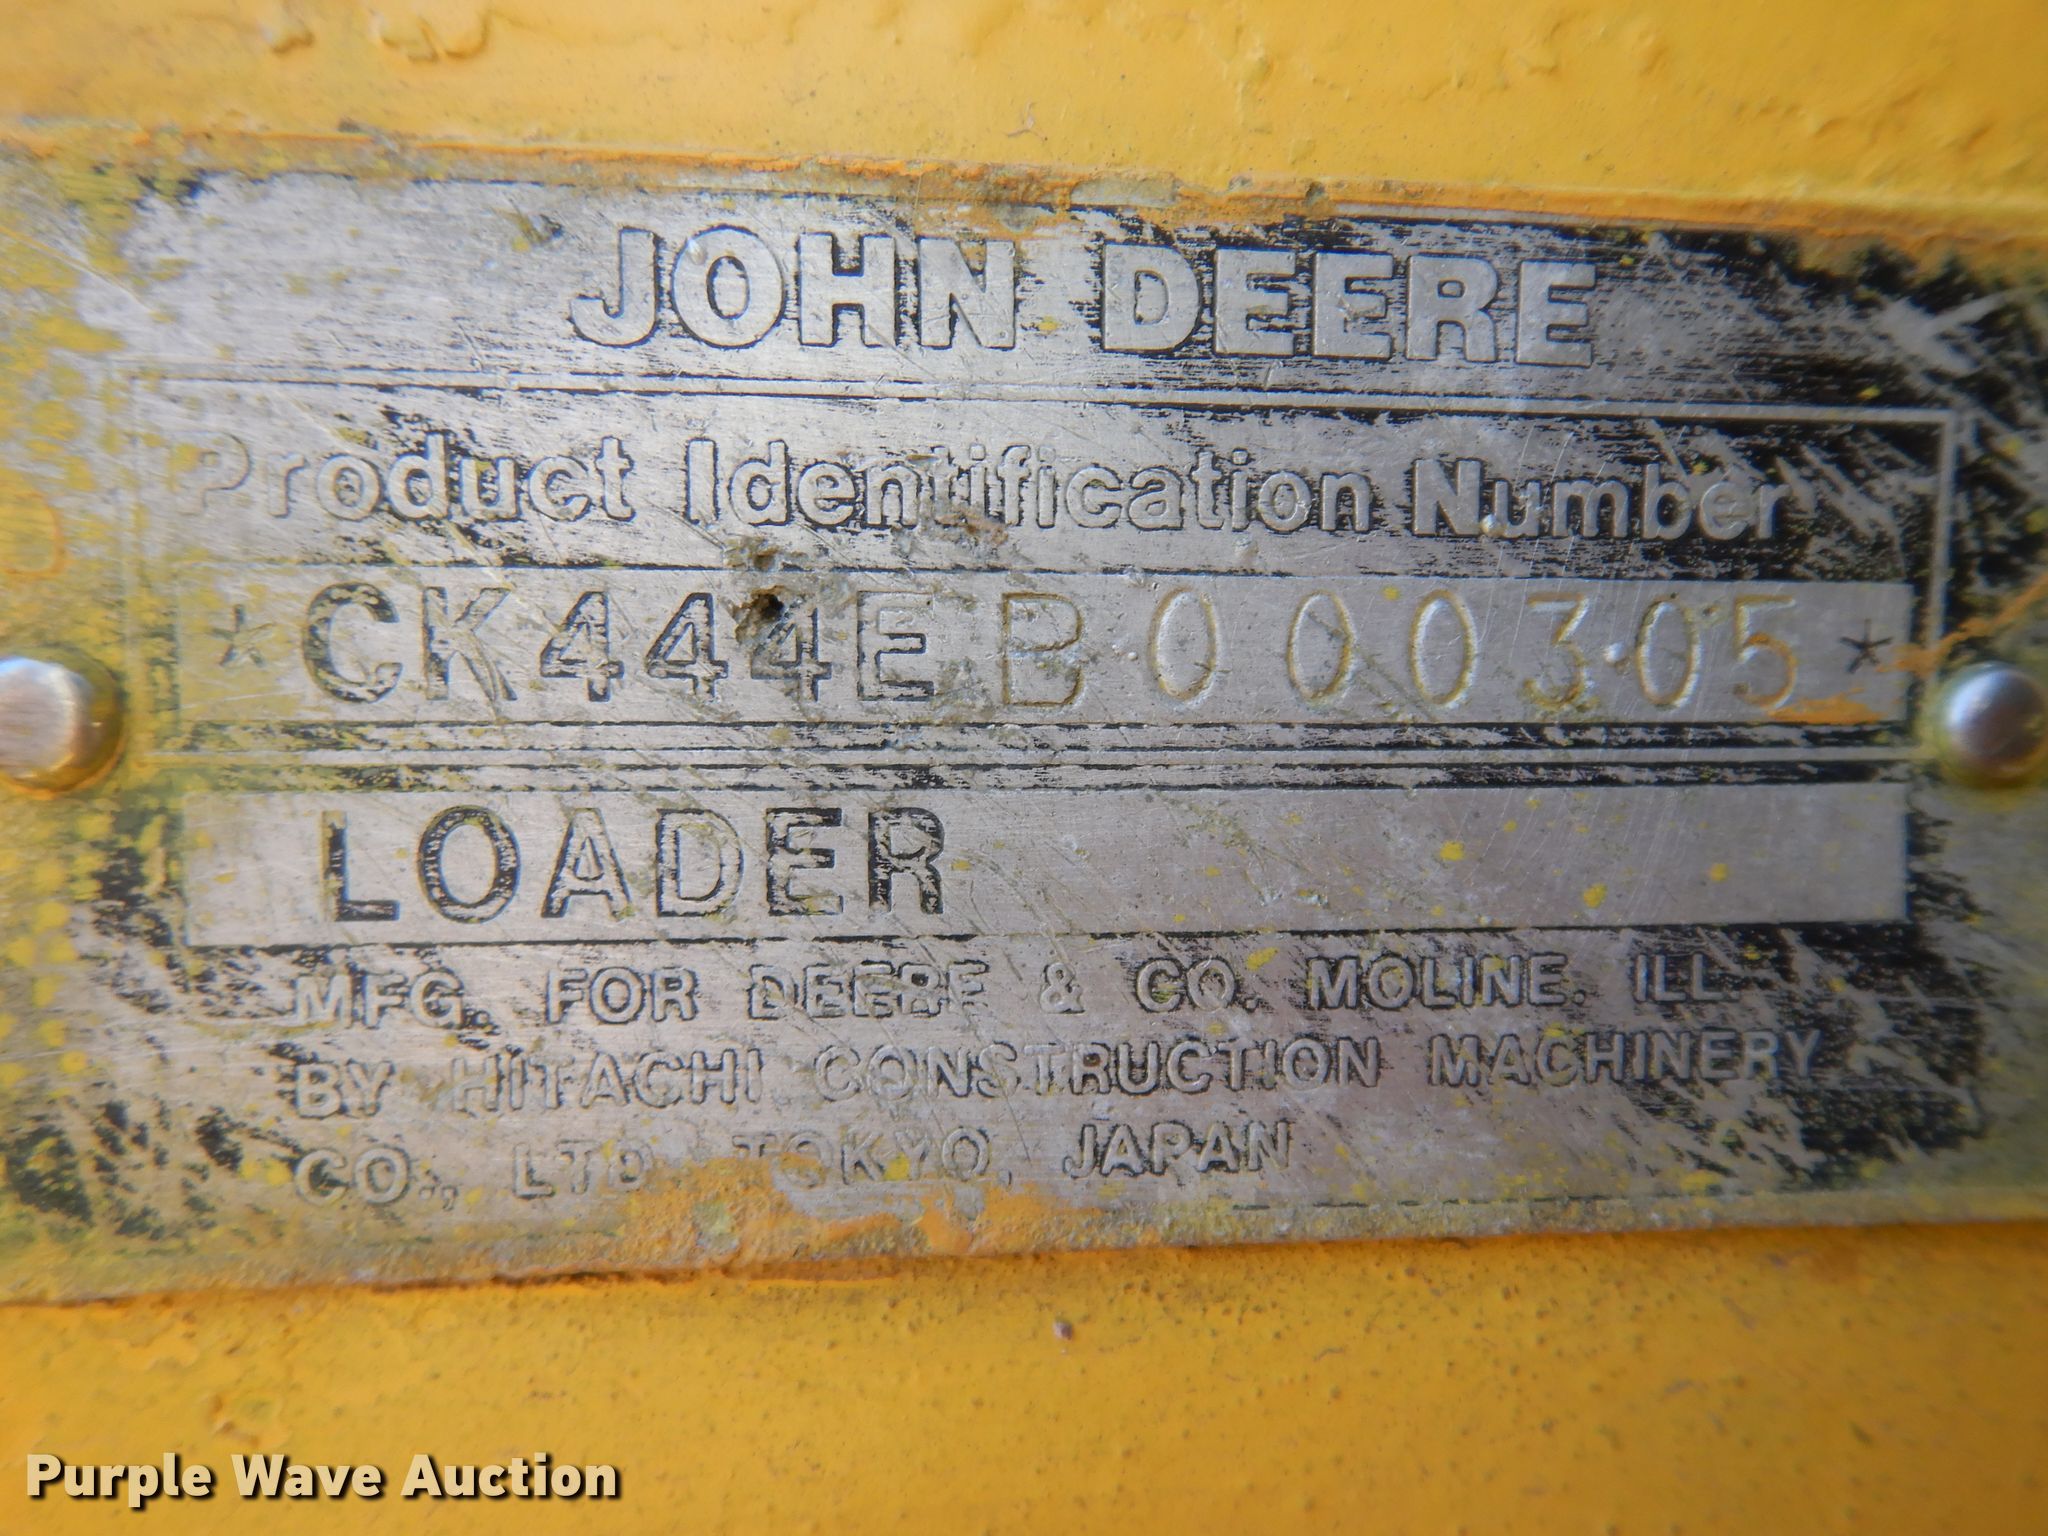 JOHN DEERE
Product Identification Number
*CK444EB000305*
LOADER
MFG. FOR DEERE & CO. MOLINE. ILL.
BY HITACHI CONSTRUCTION MACHINERY
CO., LTD. TOKYO, JAPAN
Purple Wave Auction